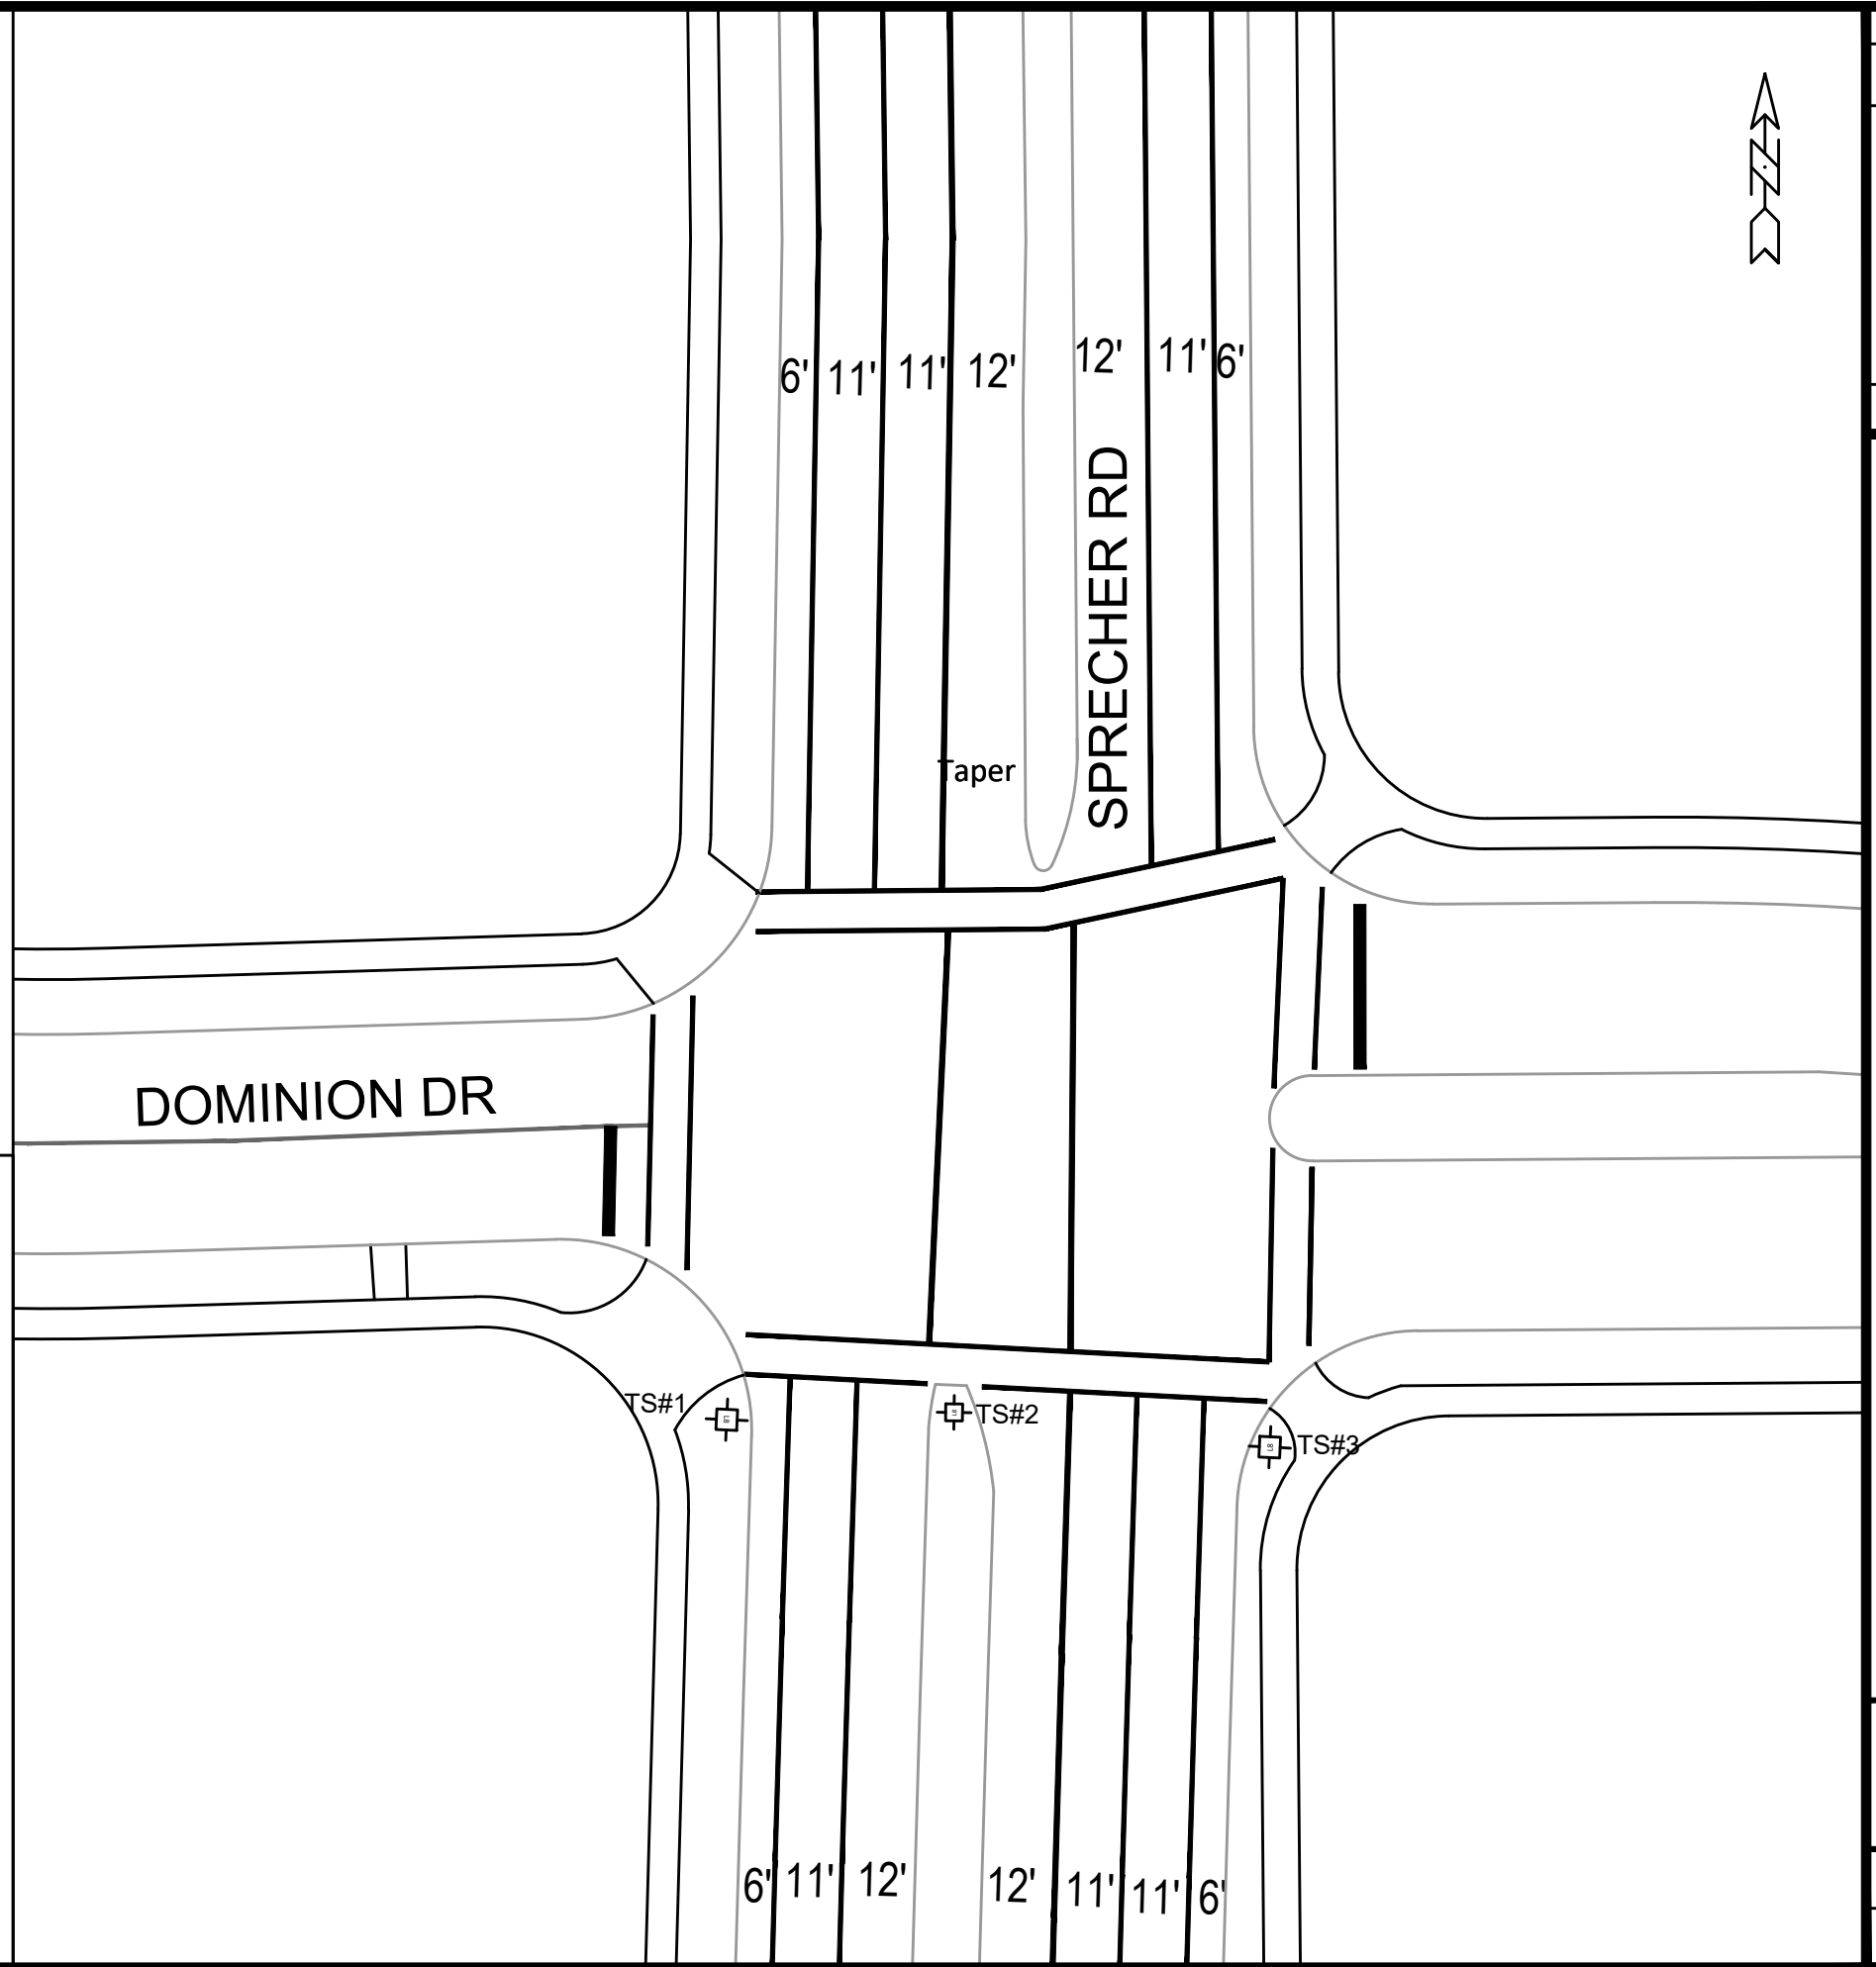 6' 11' 11' 12' 12' 11' 6'
SPRECHER RD
Taper
DOMINION DR
TS#1
TS#2
TS#3
6' 11' 12' 12' 11' 11' 6'